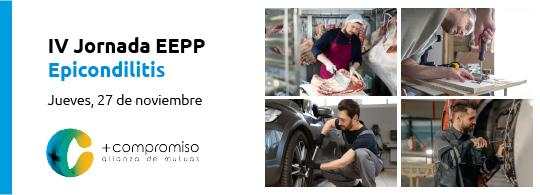 IV Jornada EEPP
Epicondilitis
Jueves, 27 de noviembre
+compromiso
alianza de mutuas